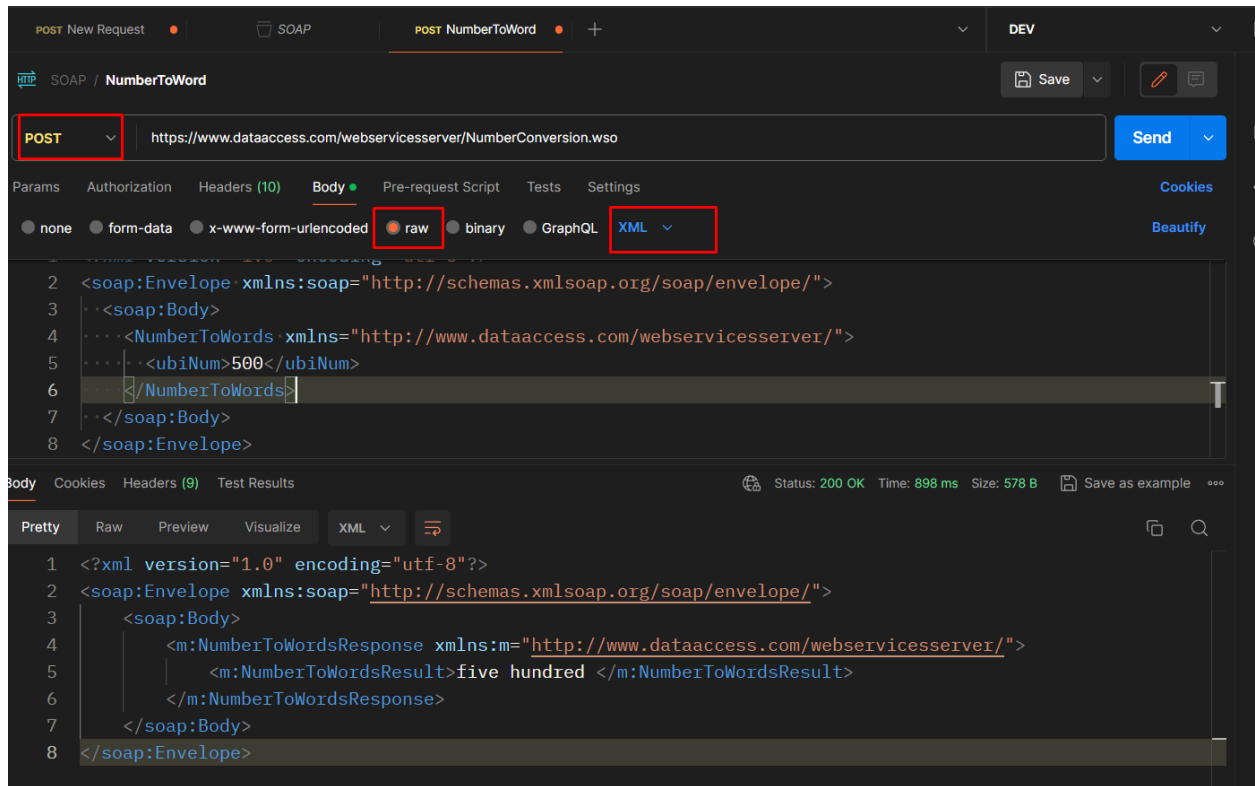 POST New Request SOAP POST NumberToWord DEV
HTTP SOAP / NumberToWord Save
POST https://www.dataaccess.com/webservicesserver/NumberConversion.wso Send
Params Authorization Headers (10) Body Pre-request Script Tests Settings Cookies
none form-data x-www-form-urlencoded raw binary GraphQL XML Beautify
2 <soap:Envelope xmlns:soap="http://schemas.xmlsoap.org/soap/envelope/">
3 <soap:Body>
4 <NumberToWords xmlns="http://www.dataaccess.com/webservicesserver/">
5 <ubiNum>500</ubiNum>
6 </NumberToWords>
7 </soap:Body>
8 </soap:Envelope>
Body Cookies Headers (9) Test Results Status: 200 OK Time: 898 ms Size: 578 B Save as example
Pretty Raw Preview Visualize XML
1 <?xml version="1.0" encoding="utf-8"?>
2 <soap:Envelope xmlns:soap="http://schemas.xmlsoap.org/soap/envelope/">
3 <soap:Body>
4 <m:NumberToWordsResponse xmlns:m="http://www.dataaccess.com/webservicesserver/">
5 <m:NumberToWordsResult>five hundred </m:NumberToWordsResult>
6 </m:NumberToWordsResponse>
7 </soap:Body>
8 </soap:Envelope>